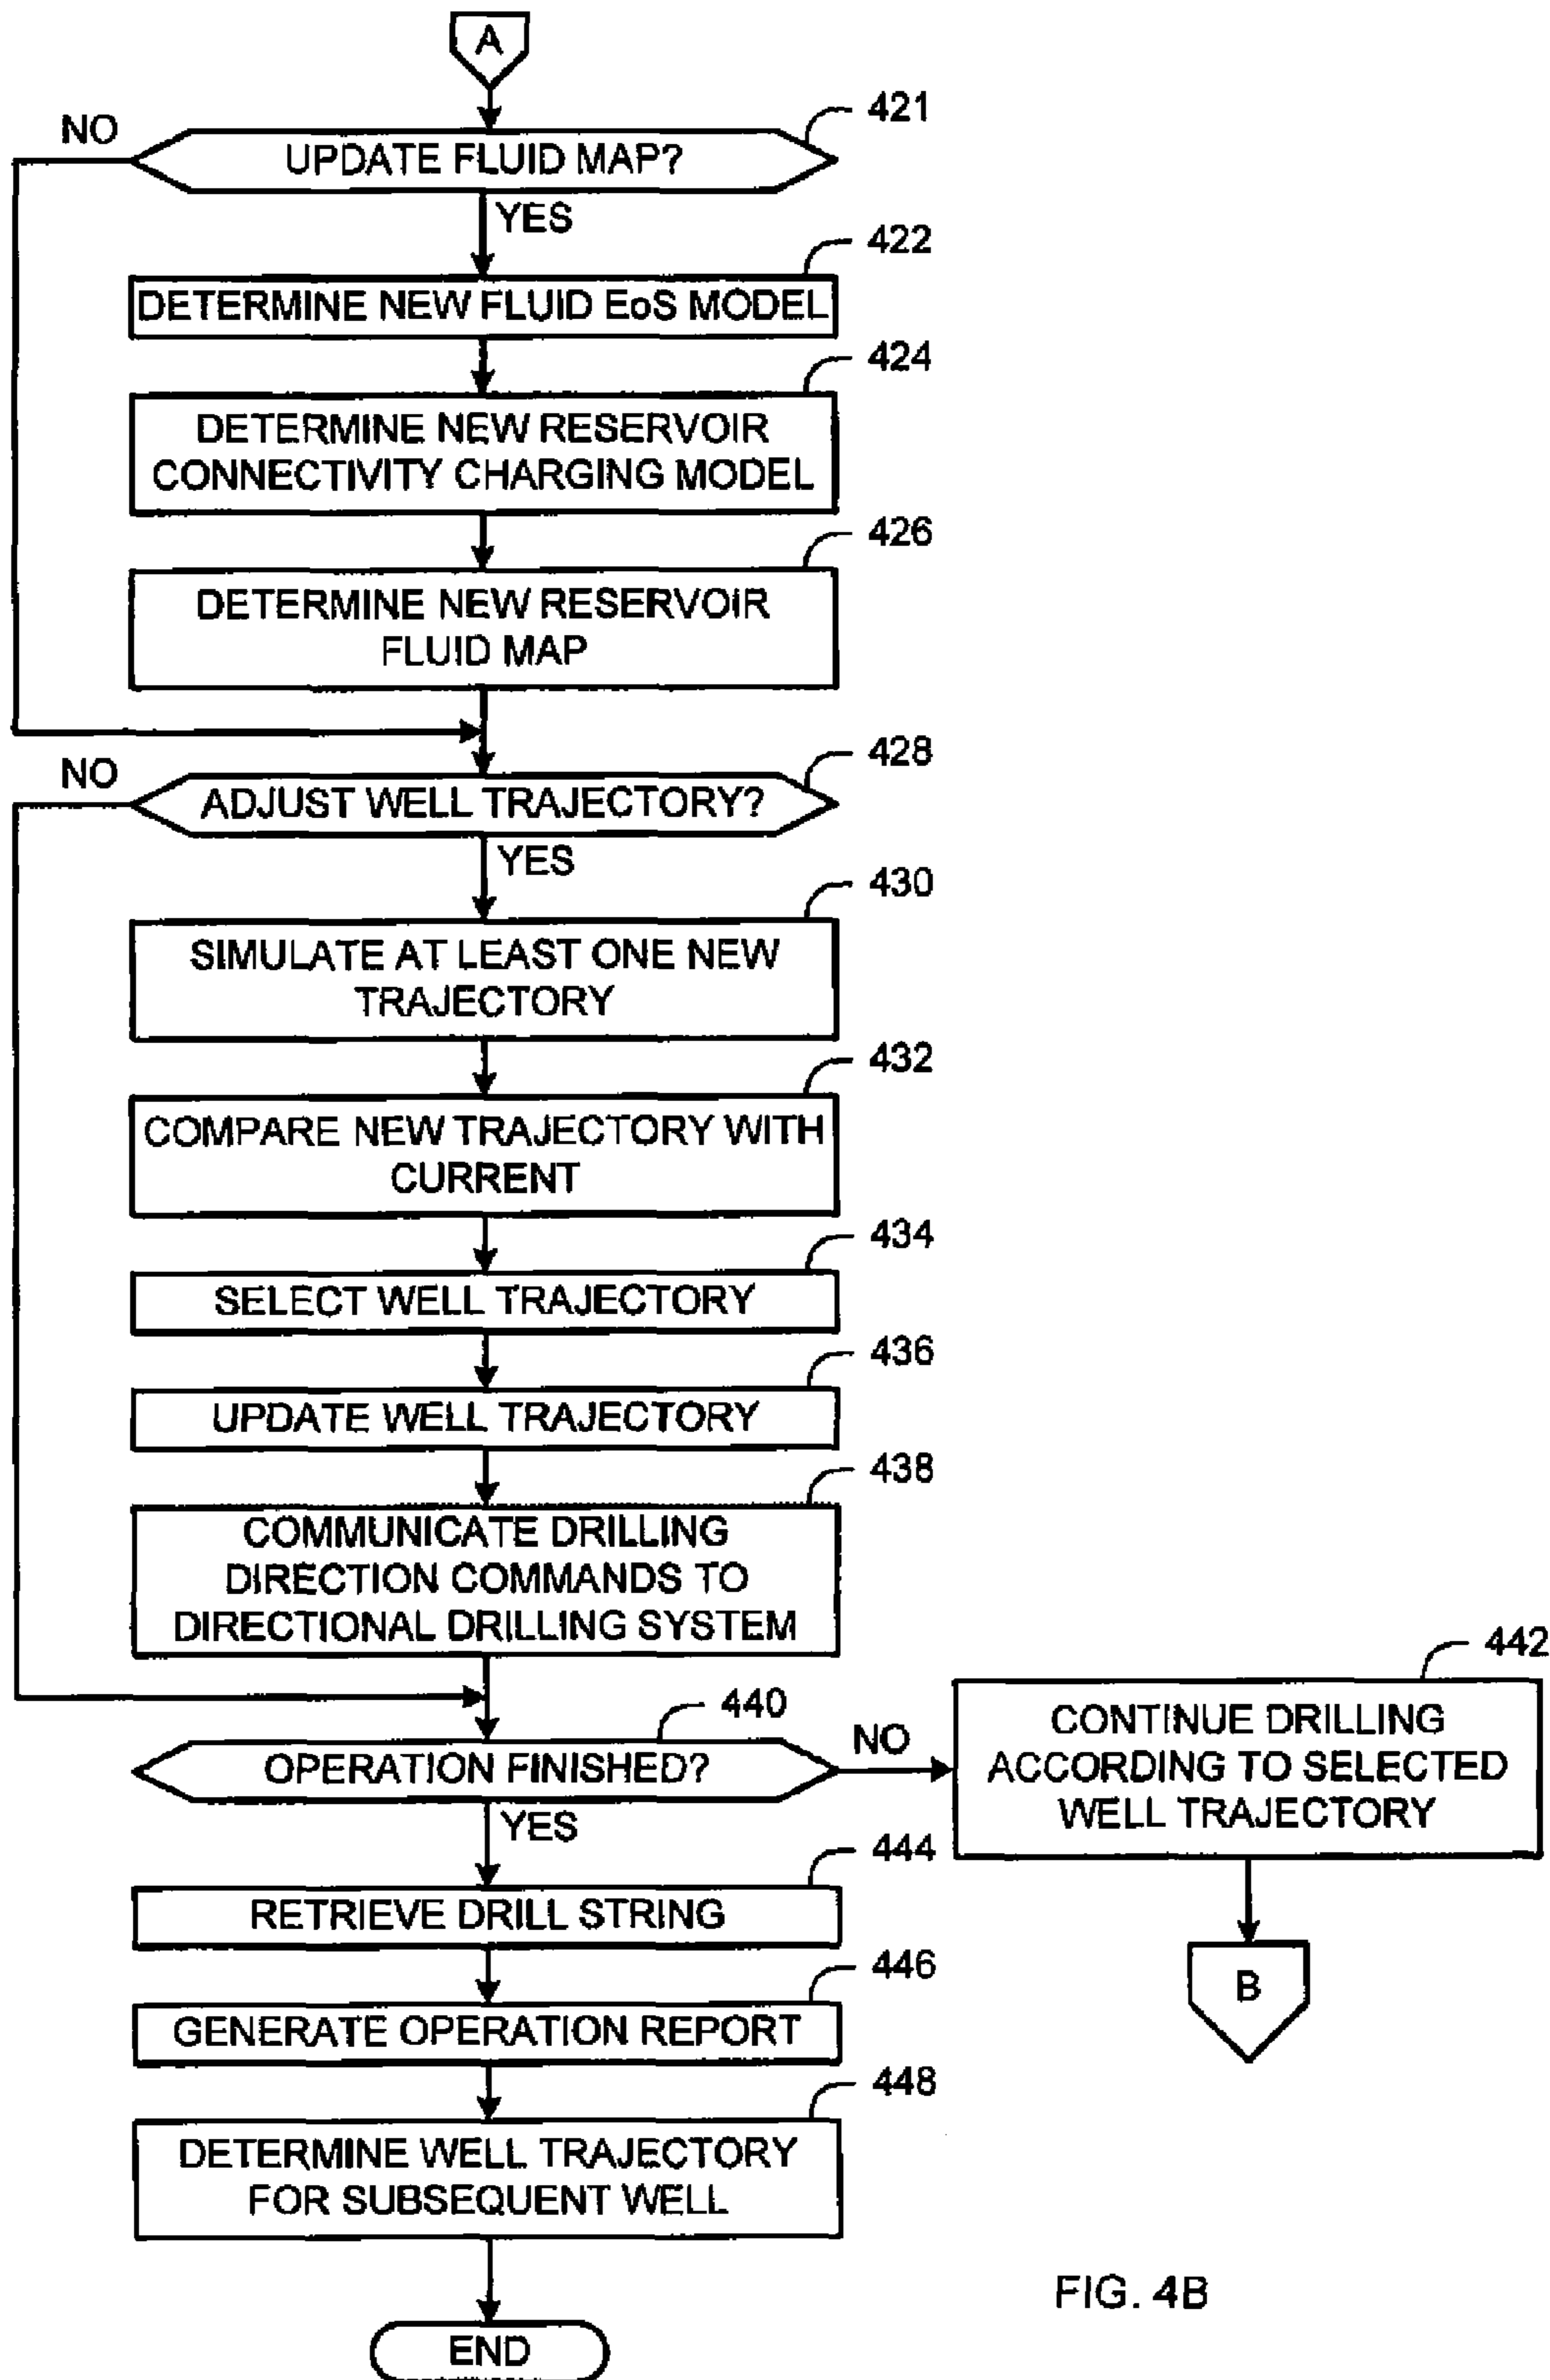 A
421
NO
UPDATE FLUID MAP?
YES
422
DETERMINE NEW FLUID EoS MODEL
424
DETERMINE NEW RESERVOIR
CONNECTIVITY CHARGING MODEL
426
DETERMINE NEW RESERVOIR
FLUID MAP
428
NO
ADJUST WELL TRAJECTORY?
YES
430
SIMULATE AT LEAST ONE NEW
TRAJECTORY
432
COMPARE NEW TRAJECTORY WITH
CURRENT
434
SELECT WELL TRAJECTORY
436
UPDATE WELL TRAJECTORY
438
COMMUNICATE DRILLING
DIRECTION COMMANDS TO
DIRECTIONAL DRILLING SYSTEM
440
OPERATION FINISHED?
NO
442
CONTINUE DRILLING
ACCORDING TO SELECTED
WELL TRAJECTORY
B
YES
444
RETRIEVE DRILL STRING
446
GENERATE OPERATION REPORT
448
DETERMINE WELL TRAJECTORY
FOR SUBSEQUENT WELL
END
FIG. 4B